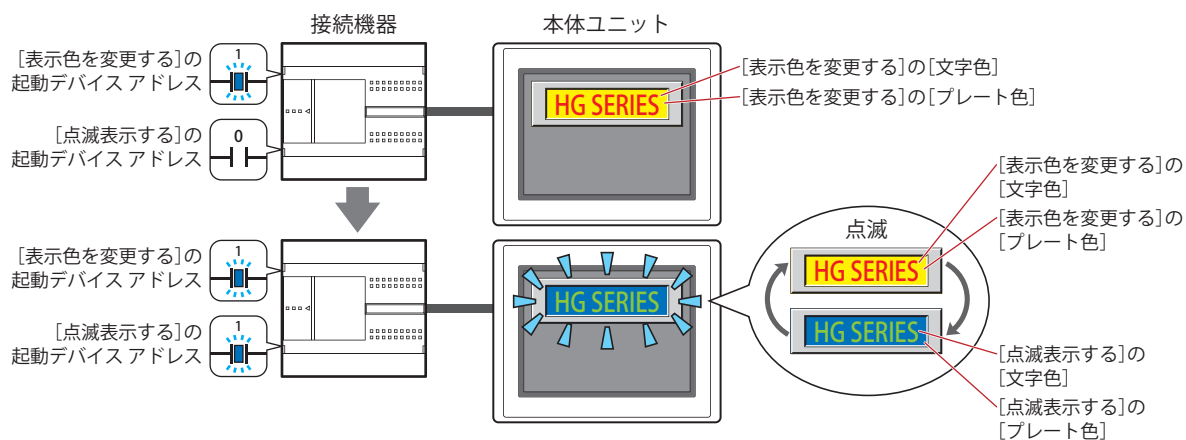 接続機器
本体ユニット
[表示色を変更する]の
起動デバイス アドレス
1
[点滅表示する]の
起動デバイス アドレス
0
HG SERIES
[表示色を変更する]の[文字色]
[表示色を変更する]の[プレート色]
[表示色を変更する]の
起動デバイス アドレス
1
[点滅表示する]の
起動デバイス アドレス
1
HG SERIES
点滅
HG SERIES
HG SERIES
[表示色を変更する]の
[文字色]
[表示色を変更する]の
[プレート色]
[点滅表示する]の
[文字色]
[点滅表示する]の
[プレート色]